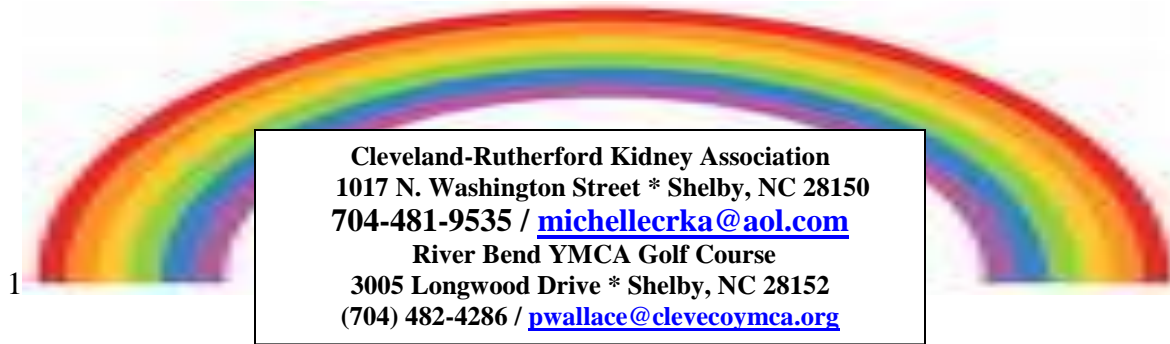 Cleveland-Rutherford Kidney Association
1017 N. Washington Street * Shelby, NC 28150
704-481-9535 / michellecrka@aol.com
River Bend YMCA Golf Course
3005 Longwood Drive * Shelby, NC 28152
(704) 482-4286 / pwallace@clevecoymca.org
1